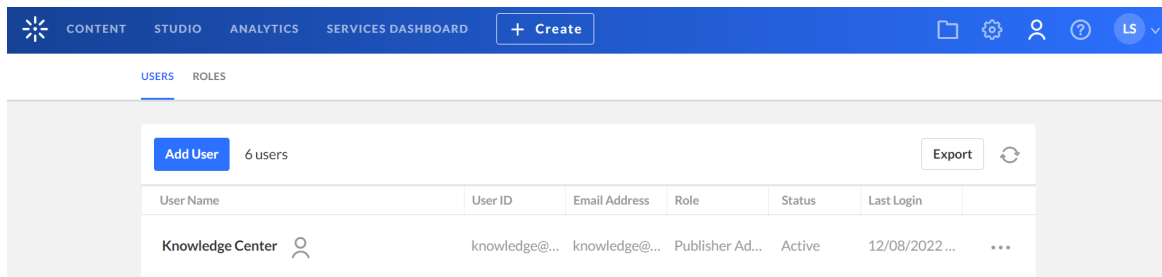 CONTENT STUDIO ANALYTICS SERVICES DASHBOARD + Create ? LS
USERS ROLES
Add User 6 users Export
User Name User ID Email Address Role Status Last Login
Knowledge Center knowledge@... knowledge@... Publisher Ad... Active 12/08/2022... ...